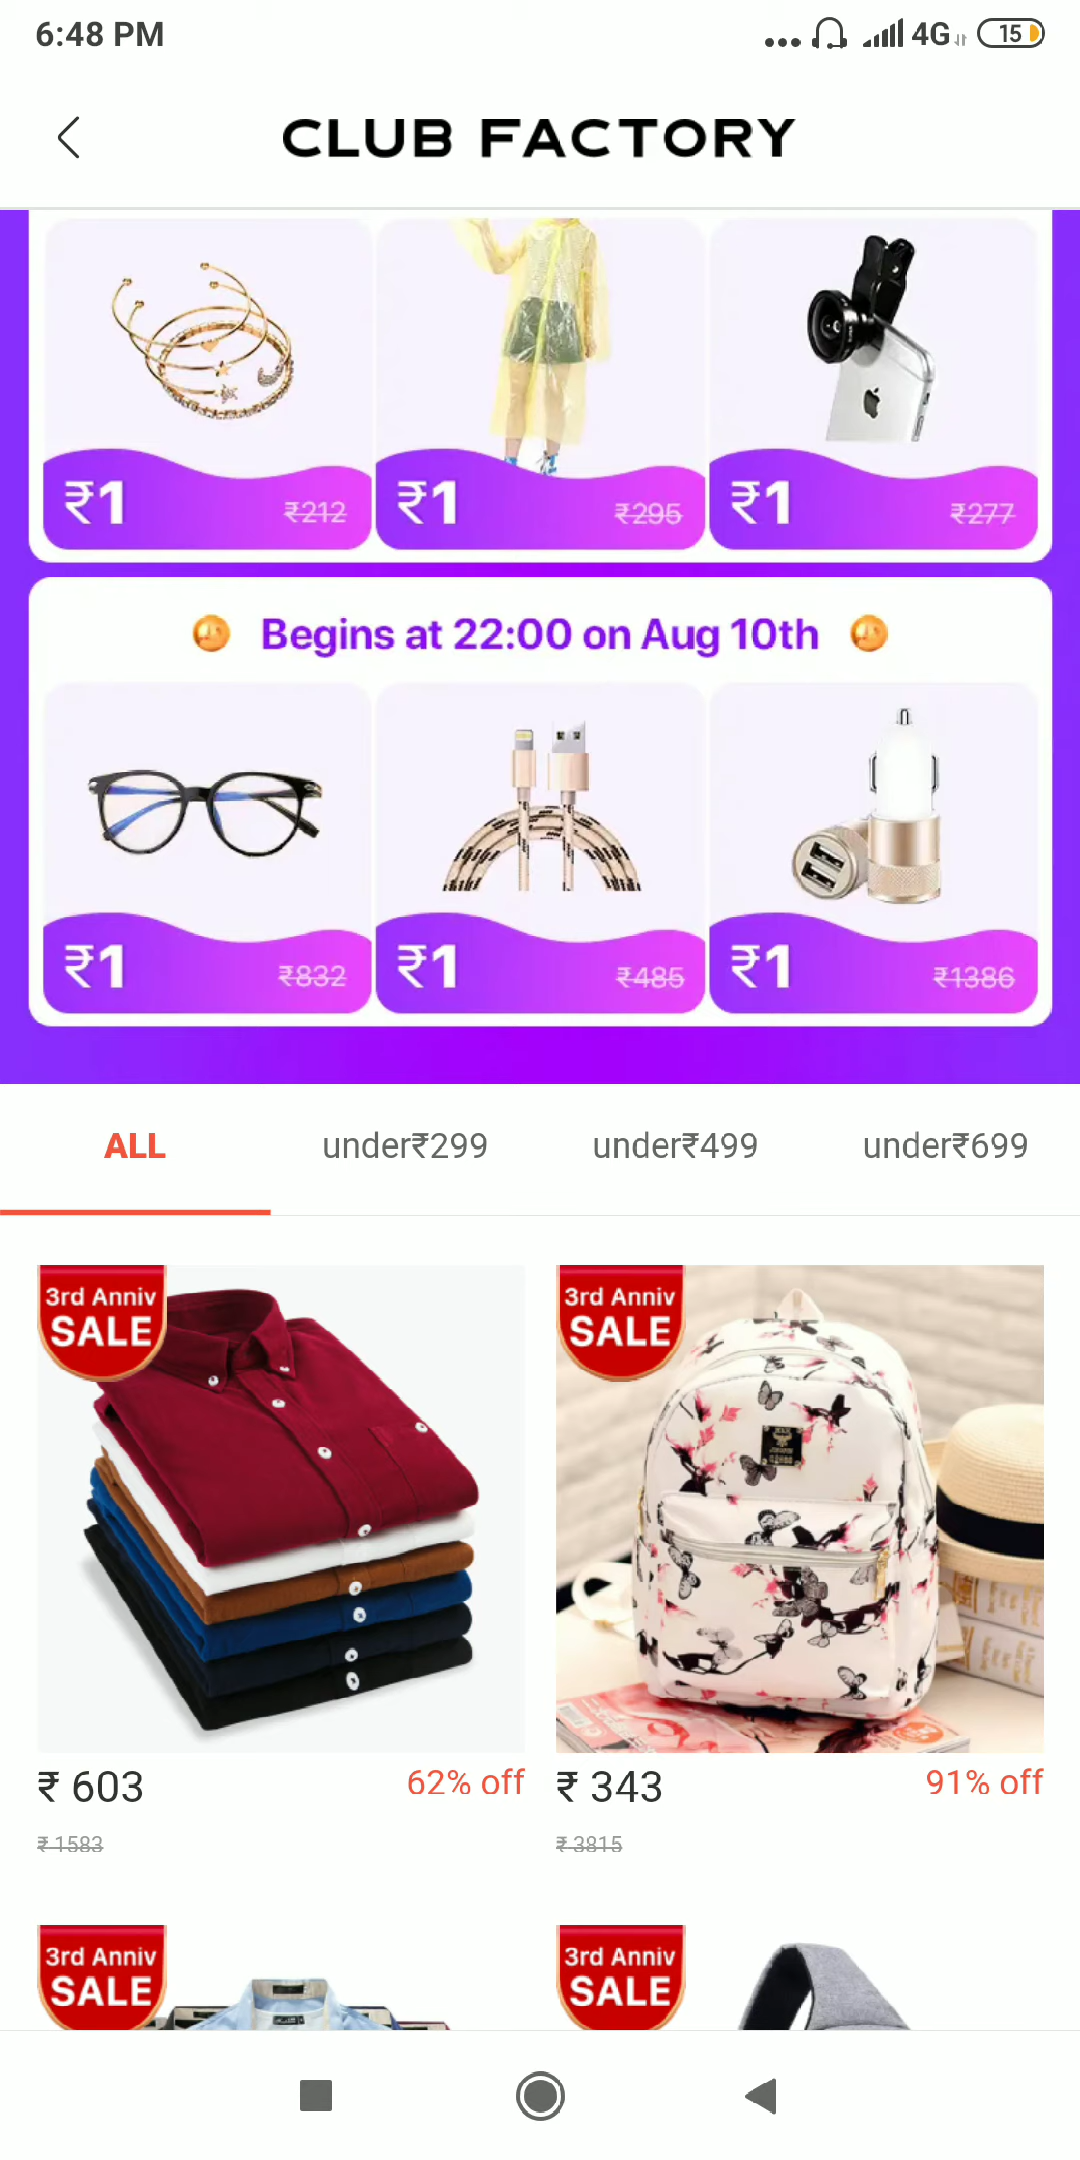 6:48 PM
4G
15
CLUB FACTORY
₹1 ₹212
₹1 ₹295
₹1 ₹277
Begins at 22:00 on Aug 10th
₹1 ₹832
₹1 ₹485
₹1 ₹1386
ALL under₹299 under₹499 under₹699
3rd Anniv
SALE
3rd Anniv
SALE
₹ 603 62% off
₹ 1583
₹ 343 91% off
₹ 3815
3rd Anniv
SALE
3rd Anniv
SALE